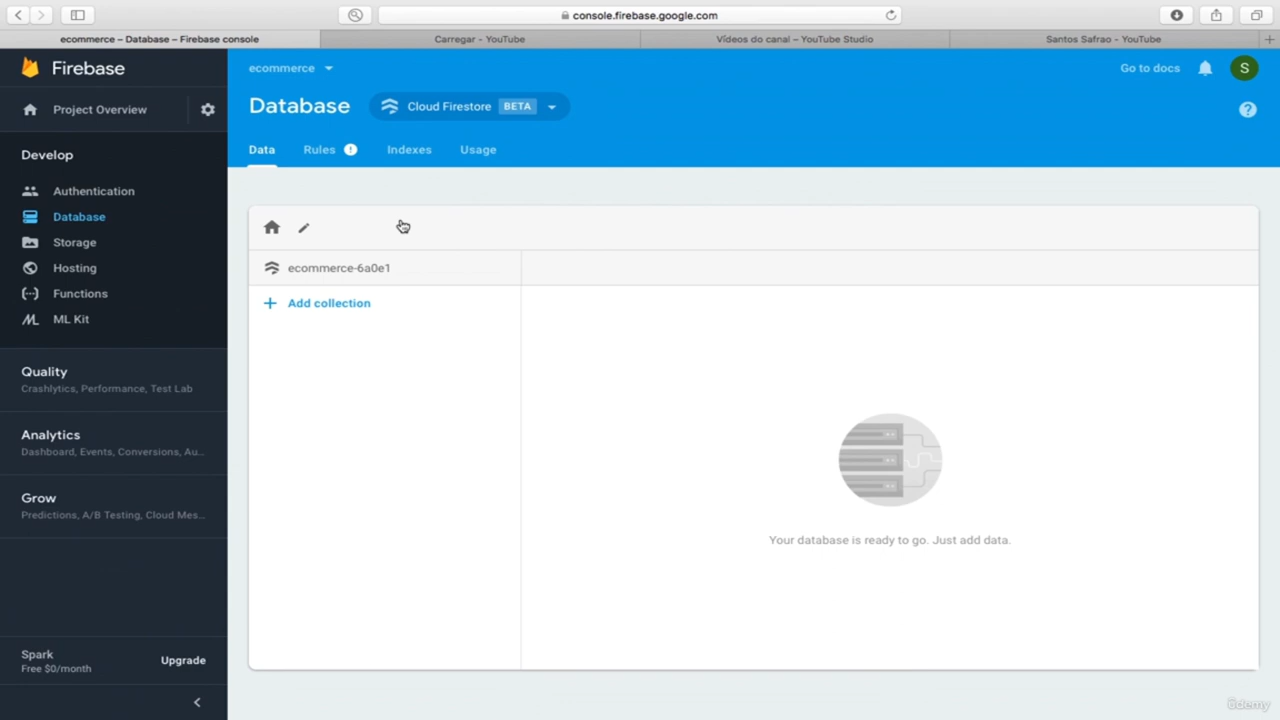 console.firebase.google.com
ecommerce – Database – Firebase console
Carregar - YouTube
Vídeos do canal – YouTube Studio
Santos Safrao - YouTube
Firebase
ecommerce
Go to docs
S
Project Overview
Database
Cloud Firestore BETA
Data
Rules
Indexes
Usage
Develop
Authentication
Database
Storage
Hosting
Functions
ML Kit
ecommerce-6a0e1
Add collection
Quality
Crashlytics, Performance, Test Lab
Analytics
Dashboard, Events, Conversions, Au...
Grow
Predictions, A/B Testing, Cloud Mes...
Your database is ready to go. Just add data.
Spark
Free $0/month
Upgrade
ûdemy